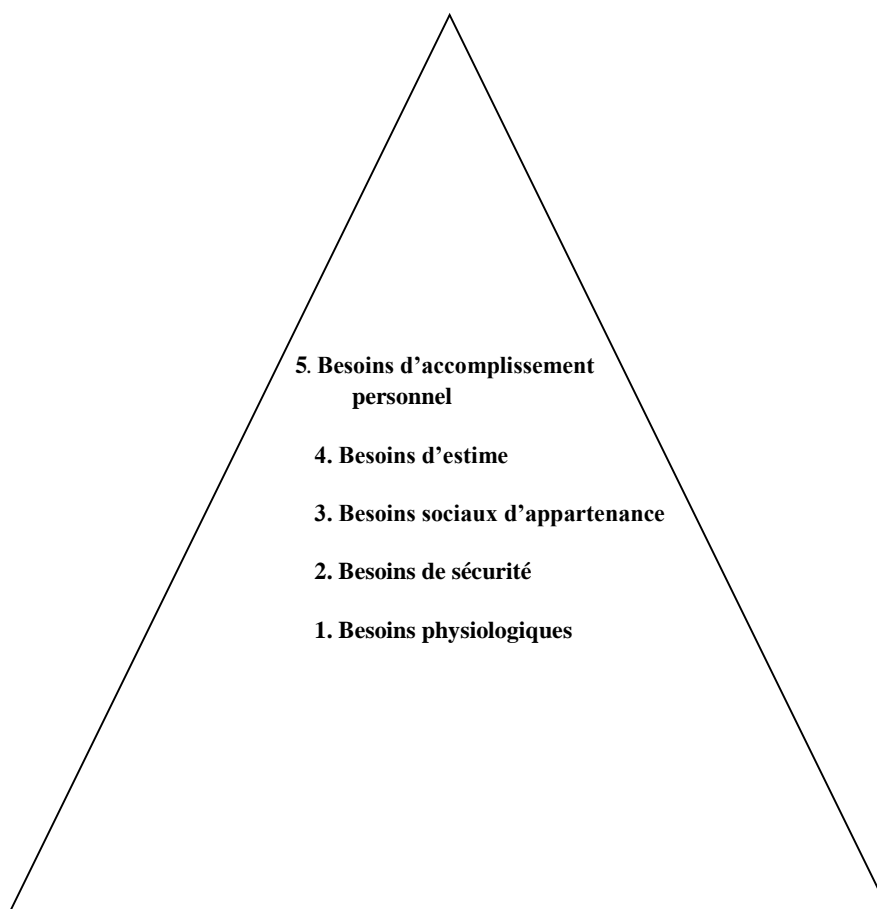 5. Besoins d’accomplissement
personnel
4. Besoins d’estime
3. Besoins sociaux d’appartenance
2. Besoins de sécurité
1. Besoins physiologiques